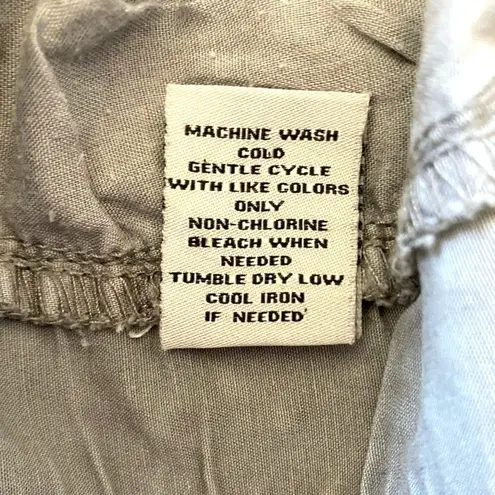 MACHINE WASH
COLD
GENTLE CYCLE
WITH LIKE COLORS
ONLY
NON-CHLORINE
BLEACH WHEN
NEEDED
TUMBLE DRY LOW
COOL IRON
IF NEEDED